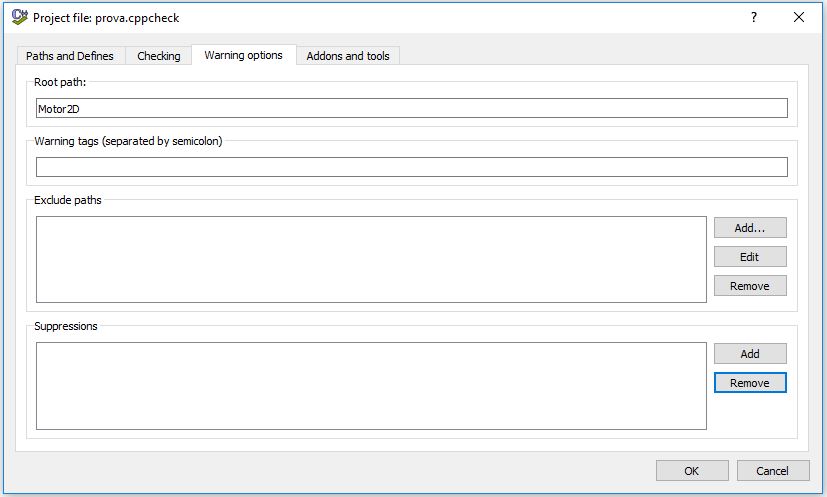 Project file: prova.cppcheck
?
Paths and Defines Checking Warning options Addons and tools
Root path:
Motor2D
Warning tags (separated by semicolon)
Exclude paths
Add...
Edit
Remove
Suppressions
Add
Remove
OK Cancel